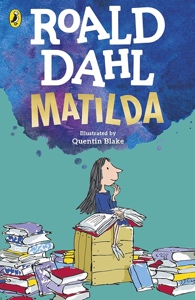 ROALD
DAHL
MATILDA
Illustrated by
Quentin Blake